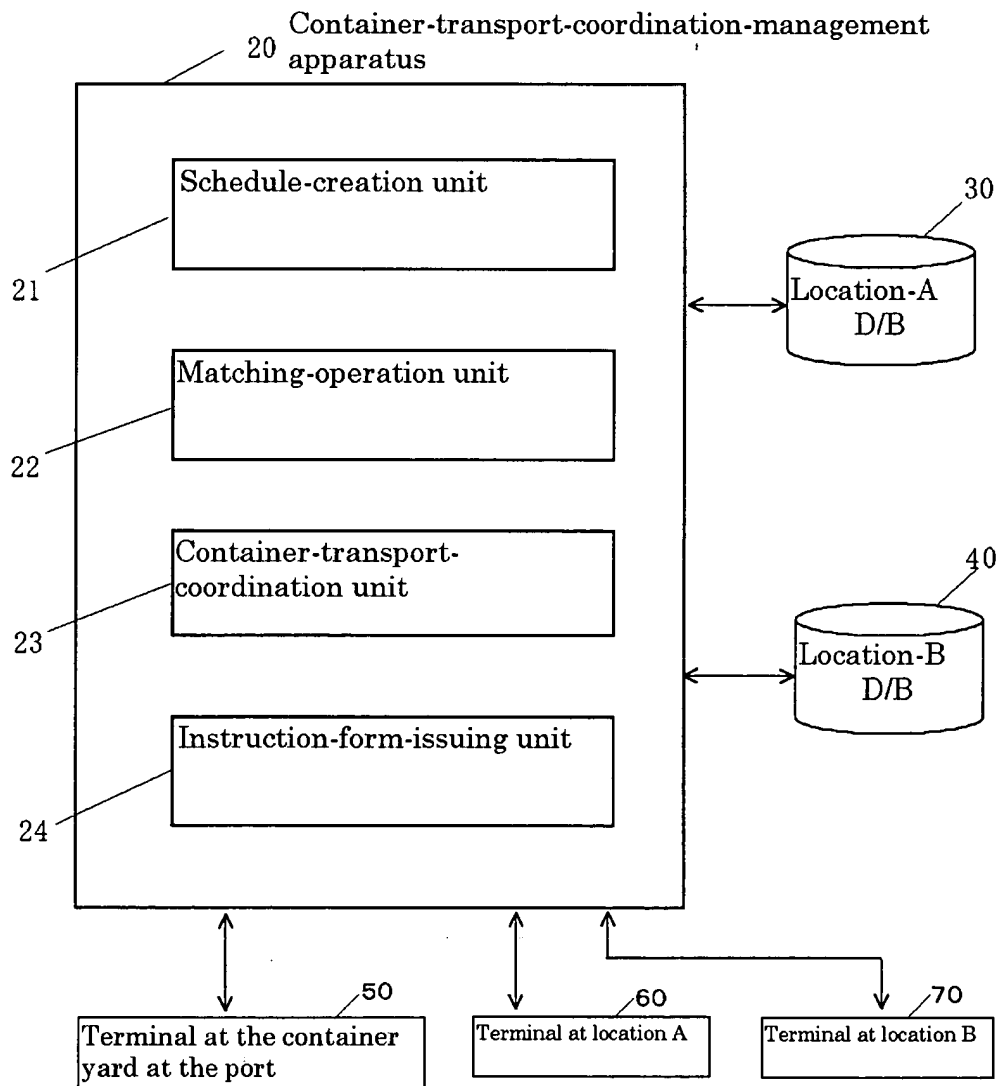 20 Container-transport-coordination-management
apparatus
Schedule-creation unit
21
30
Location-A
D/B
Matching-operation unit
22
Container-transport-
coordination unit
23
40
Location-B
D/B
Instruction-form-issuing unit
24
50
Terminal at the container
yard at the port
60
Terminal at location A
70
Terminal at location B